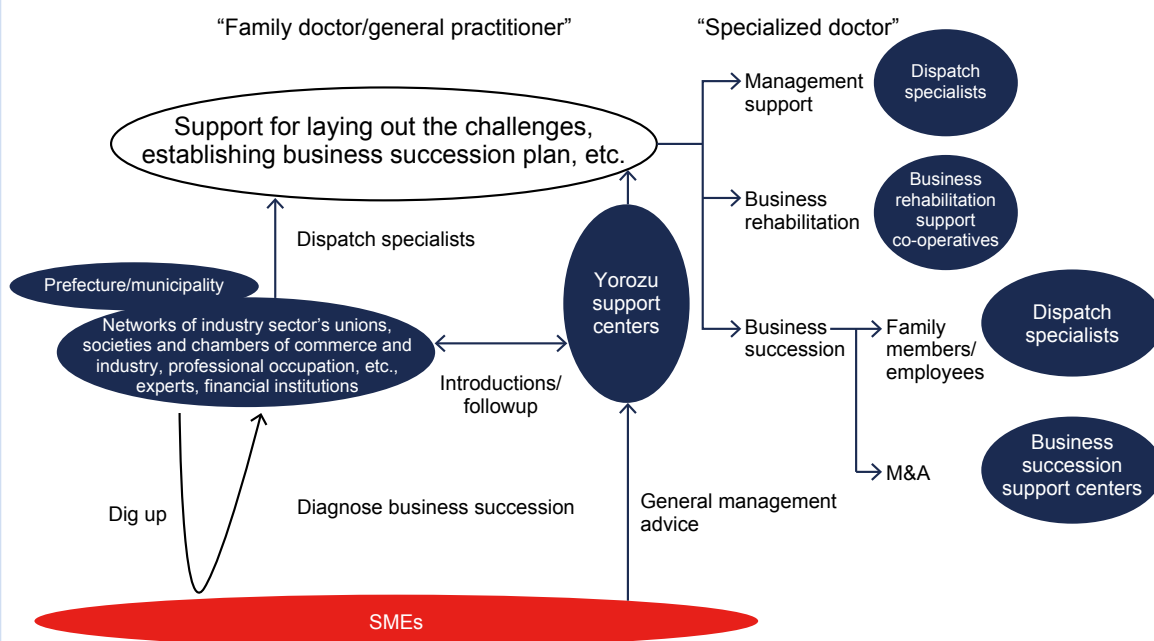 “Family doctor/general practitioner”
“Specialized doctor”
Support for laying out the challenges,
establishing business succession plan, etc.
Management
support
Dispatch
specialists
Business
rehabilitation
Business
rehabilitation
support
co-operatives
Dispatch specialists
Prefecture/municipality
Networks of industry sector’s unions,
societies and chambers of commerce and
industry, professional occupation, etc.,
experts, financial institutions
Introductions/
followup
Yorozu
support
centers
Business
succession
Family
members/
employees
Dispatch
specialists
M&A
Business
succession
support centers
Dig up
Diagnose business succession
General management
advice
SMEs